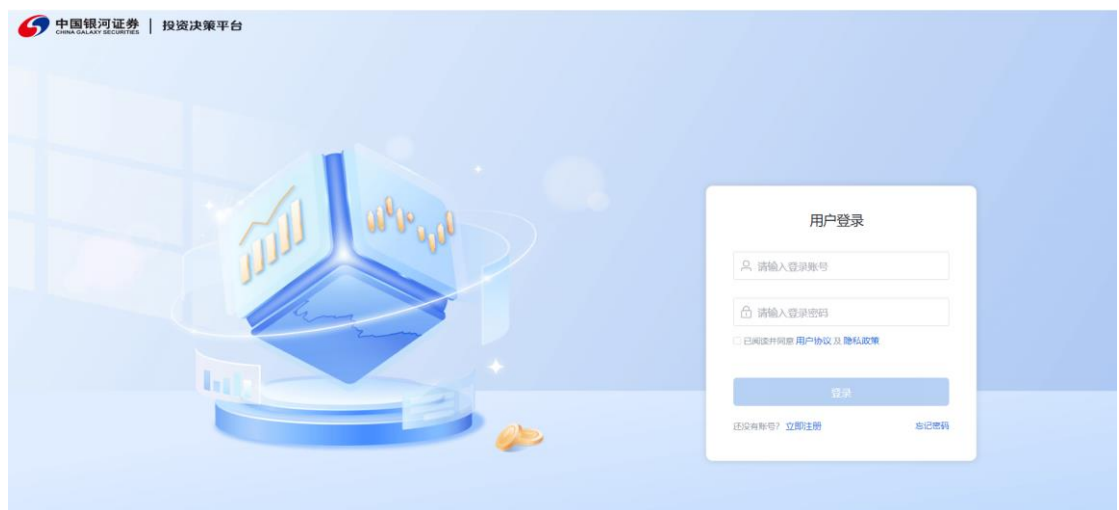 中国银河证券 | 投资决策平台
CHINA GALAXY SECURITIES
用户登录
请输入登录账号
请输入登录密码
已阅读并同意 用户协议 及 隐私政策
登录
还没有账号? 立即注册 忘记密码